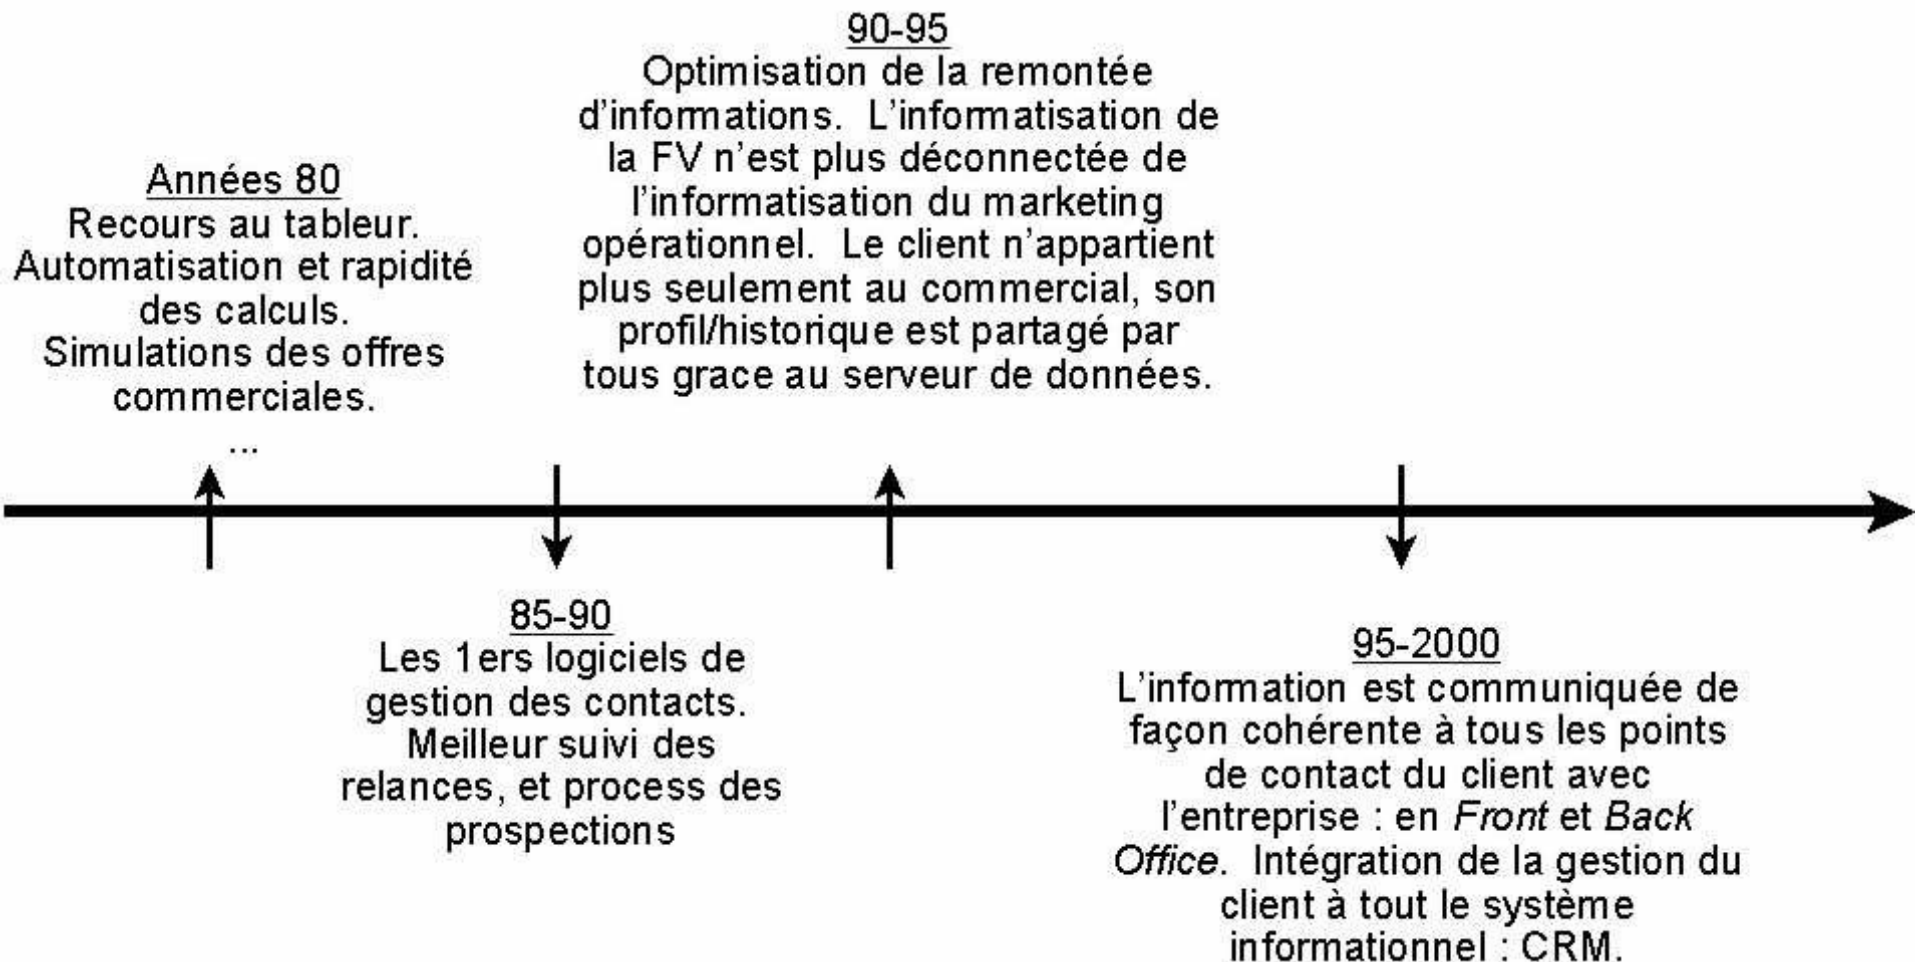 Années 80
Recours au tableur.
Automatisation et rapidité
des calculs.
Simulations des offres
commerciales.
...
85-90
Les 1ers logiciels de
gestion des contacts.
Meilleur suivi des
relances, et process des
prospections
90-95
Optimisation de la remontée
d'informations. L'informatisation de
la FV n'est plus déconnectée de
l'informatisation du marketing
opérationnel. Le client n'appartient
plus seulement au commercial, son
profil/historique est partagé par
tous grace au serveur de données.
95-2000
L'information est communiquée de
façon cohérente à tous les points
de contact du client avec
l'entreprise : en Front et Back
Office. Intégration de la gestion du
client à tout le système
informationnel : CRM.